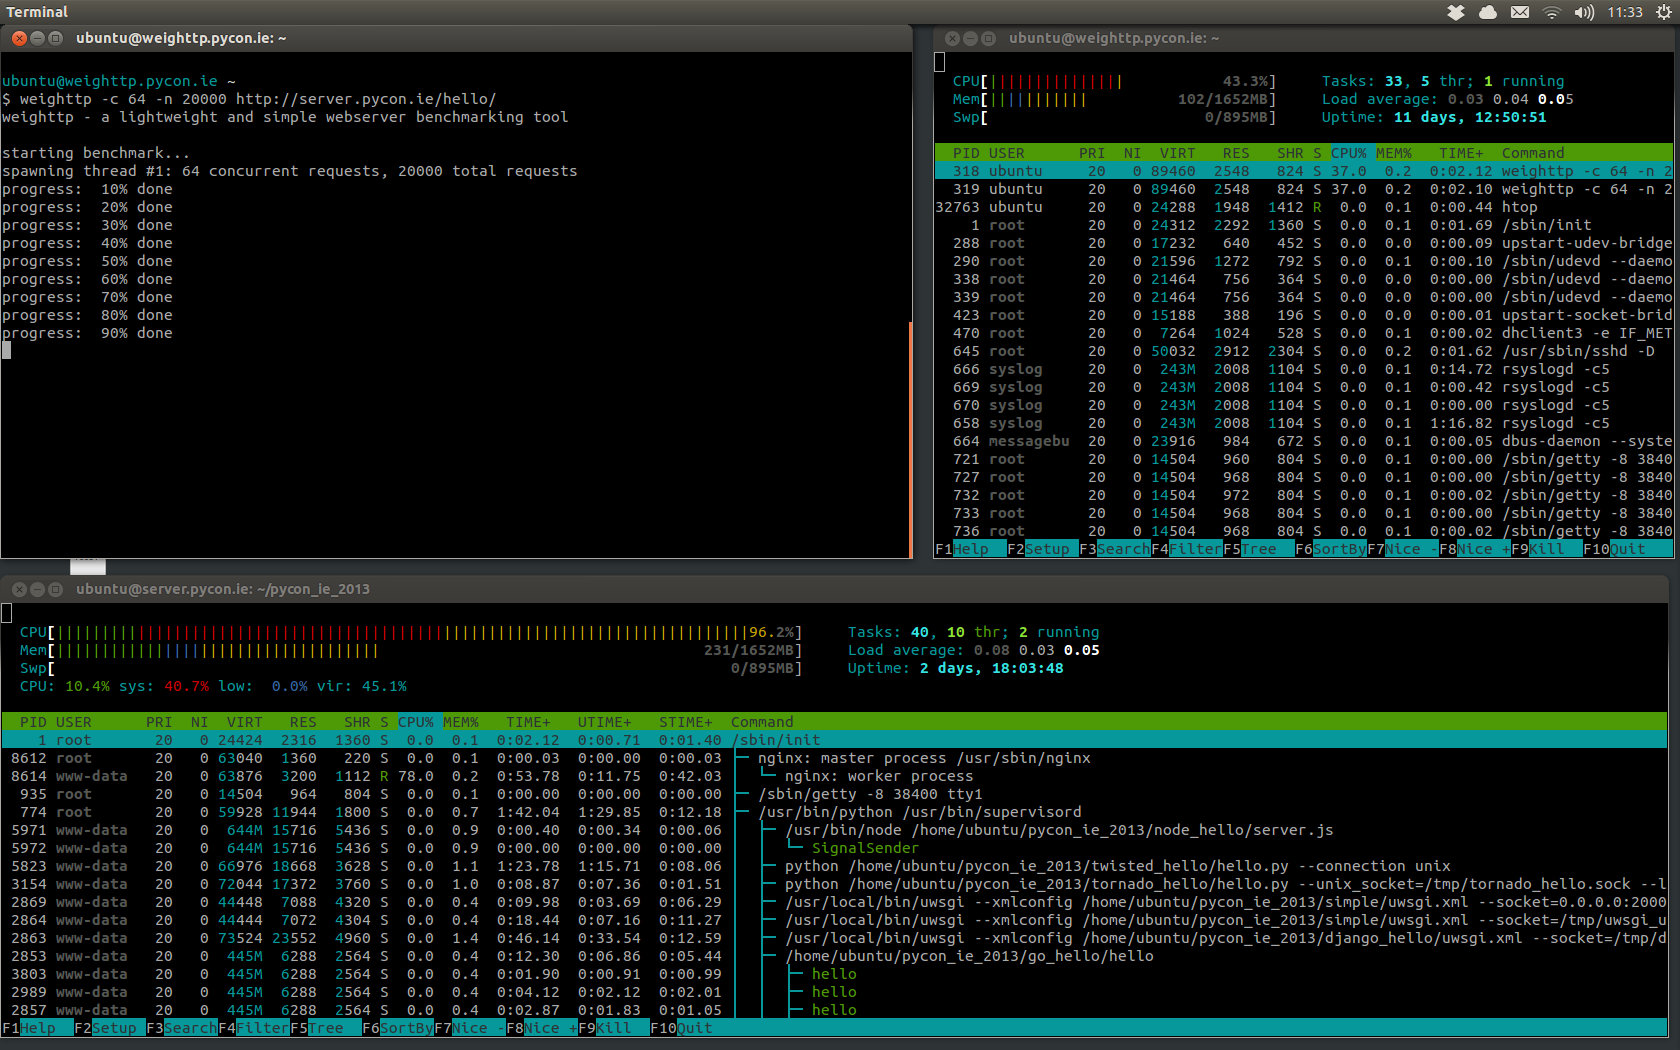 Terminal
11:33
ubuntu@weighttp.pycon.ie: ~
ubuntu@weighttp.pycon.ie ~
$ weighttp -c 64 -n 20000 http://server.pycon.ie/hello/
weighttp - a lightweight and simple webserver benchmarking tool
starting benchmark...
spawning thread #1: 64 concurrent requests, 20000 total requests
progress:  10% done
progress:  20% done
progress:  30% done
progress:  40% done
progress:  50% done
progress:  60% done
progress:  70% done
progress:  80% done
progress:  90% done
ubuntu@weighttp.pycon.ie: ~
CPU[||||||||||||||| 43.3%] Tasks: 33, 5 thr; 1 running
Mem[||||||||||| 102/1652MB] Load average: 0.03 0.04 0.05
Swp[ 0/895MB] Uptime: 11 days, 12:50:51
PID USER PRI NI VIRT RES SHR S CPU% MEM% TIME+ Command
318 ubuntu 20 0 89460 2548 824 S 37.0 0.2 0:02.12 weighttp -c 64 -n 2
319 ubuntu 20 0 89460 2548 824 S 37.0 0.2 0:02.10 weighttp -c 64 -n 2
32763 ubuntu 20 0 24288 1948 1412 R 0.0 0.1 0:00.44 htop
1 root 20 0 24312 2292 1360 S 0.0 0.1 0:01.69 /sbin/init
288 root 20 0 17232 640 452 S 0.0 0.0 0:00.09 upstart-udev-bridge
290 root 20 0 21596 1272 792 S 0.0 0.1 0:00.10 /sbin/udevd --daemo
338 root 20 0 21464 756 364 S 0.0 0.0 0:00.00 /sbin/udevd --daemo
339 root 20 0 21464 756 364 S 0.0 0.0 0:00.00 /sbin/udevd --daemo
423 root 20 0 15188 388 196 S 0.0 0.0 0:00.01 upstart-socket-brid
470 root 20 0 7264 1024 528 S 0.0 0.1 0:00.02 dhclient3 -e IF_MET
645 root 20 0 50032 2912 2304 S 0.0 0.2 0:01.62 /usr/sbin/sshd -D
666 syslog 20 0 243M 2008 1104 S 0.0 0.1 0:14.72 rsyslogd -c5
669 syslog 20 0 243M 2008 1104 S 0.0 0.1 0:00.42 rsyslogd -c5
670 syslog 20 0 243M 2008 1104 S 0.0 0.1 0:00.00 rsyslogd -c5
658 syslog 20 0 243M 2008 1104 S 0.0 0.1 1:16.82 rsyslogd -c5
664 messagebu 20 0 23916 984 672 S 0.0 0.1 0:00.05 dbus-daemon --syste
721 root 20 0 14504 960 804 S 0.0 0.1 0:00.00 /sbin/getty -8 3840
727 root 20 0 14504 968 804 S 0.0 0.1 0:00.00 /sbin/getty -8 3840
732 root 20 0 14504 972 804 S 0.0 0.1 0:00.02 /sbin/getty -8 3840
733 root 20 0 14504 968 804 S 0.0 0.1 0:00.00 /sbin/getty -8 3840
736 root 20 0 14504 968 804 S 0.0 0.1 0:00.02 /sbin/getty -8 3840
F1Help F2Setup F3SearchF4FilterF5Tree F6SortByF7Nice -F8Nice +F9Kill F10Quit
ubuntu@server.pycon.ie: ~/pycon_ie_2013
CPU[||||||||||||||||||||||||||||||||||||||||||||||||||||||||||||||||||||||||||||||96.2%] Tasks: 40, 10 thr; 2 running
Mem[|||||||||||||||||||||||||||||||||||| 231/1652MB] Load average: 0.08 0.03 0.05
Swp[ 0/895MB] Uptime: 2 days, 18:03:48
CPU: 10.4% sys: 40.7% low: 0.0% vir: 45.1%
PID USER PRI NI VIRT RES SHR S CPU% MEM% TIME+ UTIME+ STIME+ Command
1 root 20 0 24424 2316 1360 S 0.0 0.1 0:02.12 0:00.71 0:01.40 /sbin/init
8612 root 20 0 63040 1360 220 S 0.0 0.1 0:00.03 0:00.00 0:00.03 nginx: master process /usr/sbin/nginx
8614 www-data 20 0 63876 3200 1112 R 78.0 0.2 0:53.78 0:11.75 0:42.03 nginx: worker process
935 root 20 0 14504 964 804 S 0.0 0.1 0:00.00 0:00.00 0:00.00 /sbin/getty -8 38400 tty1
774 root 20 0 59928 11944 1800 S 0.0 0.7 1:42.04 1:29.85 0:12.18 /usr/bin/python /usr/bin/supervisord
5971 www-data 20 0 644M 15716 5436 S 0.0 0.9 0:00.40 0:00.34 0:00.06 /usr/bin/node /home/ubuntu/pycon_ie_2013/node_hello/server.js
5972 www-data 20 0 644M 15716 5436 S 0.0 0.9 0:00.00 0:00.00 0:00.00 SignalSender
5823 www-data 20 0 66976 18668 3628 S 0.0 1.1 1:23.78 1:15.71 0:08.06 python /home/ubuntu/pycon_ie_2013/twisted_hello/hello.py --connection unix
3154 www-data 20 0 72044 17372 3760 S 0.0 1.0 0:08.87 0:07.36 0:01.51 python /home/ubuntu/pycon_ie_2013/tornado_hello/hello.py --unix_socket=/tmp/tornado_hello.sock --l
2869 www-data 20 0 44448 7088 4320 S 0.0 0.4 0:09.98 0:03.69 0:06.29 /usr/local/bin/uwsgi --xmlconfig /home/ubuntu/pycon_ie_2013/simple/uwsgi.xml --socket=0.0.0.0:2000
2864 www-data 20 0 44444 7072 4304 S 0.0 0.4 0:18.44 0:07.16 0:11.27 /usr/local/bin/uwsgi --xmlconfig /home/ubuntu/pycon_ie_2013/simple/uwsgi.xml --socket=/tmp/uwsgi_u
2863 www-data 20 0 73524 23552 4960 S 0.0 1.4 0:46.14 0:33.54 0:12.59 /usr/local/bin/uwsgi --xmlconfig /home/ubuntu/pycon_ie_2013/django_hello/uwsgi.xml --socket=/tmp/d
2853 www-data 20 0 445M 6288 2564 S 0.0 0.4 0:12.30 0:06.86 0:05.44 /home/ubuntu/pycon_ie_2013/go_hello/hello
3803 www-data 20 0 445M 6288 2564 S 0.0 0.4 0:01.90 0:00.91 0:00.99 hello
2989 www-data 20 0 445M 6288 2564 S 0.0 0.4 0:04.12 0:02.12 0:02.01 hello
2857 www-data 20 0 445M 6288 2564 S 0.0 0.4 0:02.87 0:01.83 0:01.05 hello
F1Help F2Setup F3SearchF4FilterF5Tree F6SortByF7Nice -F8Nice +F9Kill F10Quit